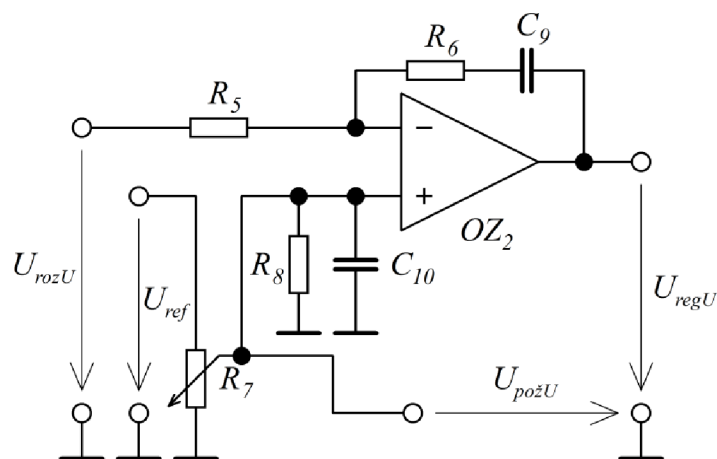 C9
R6
R5
−
+
OZ2
R8
C10
UrozU
Uref
UregU
R7
UpožU